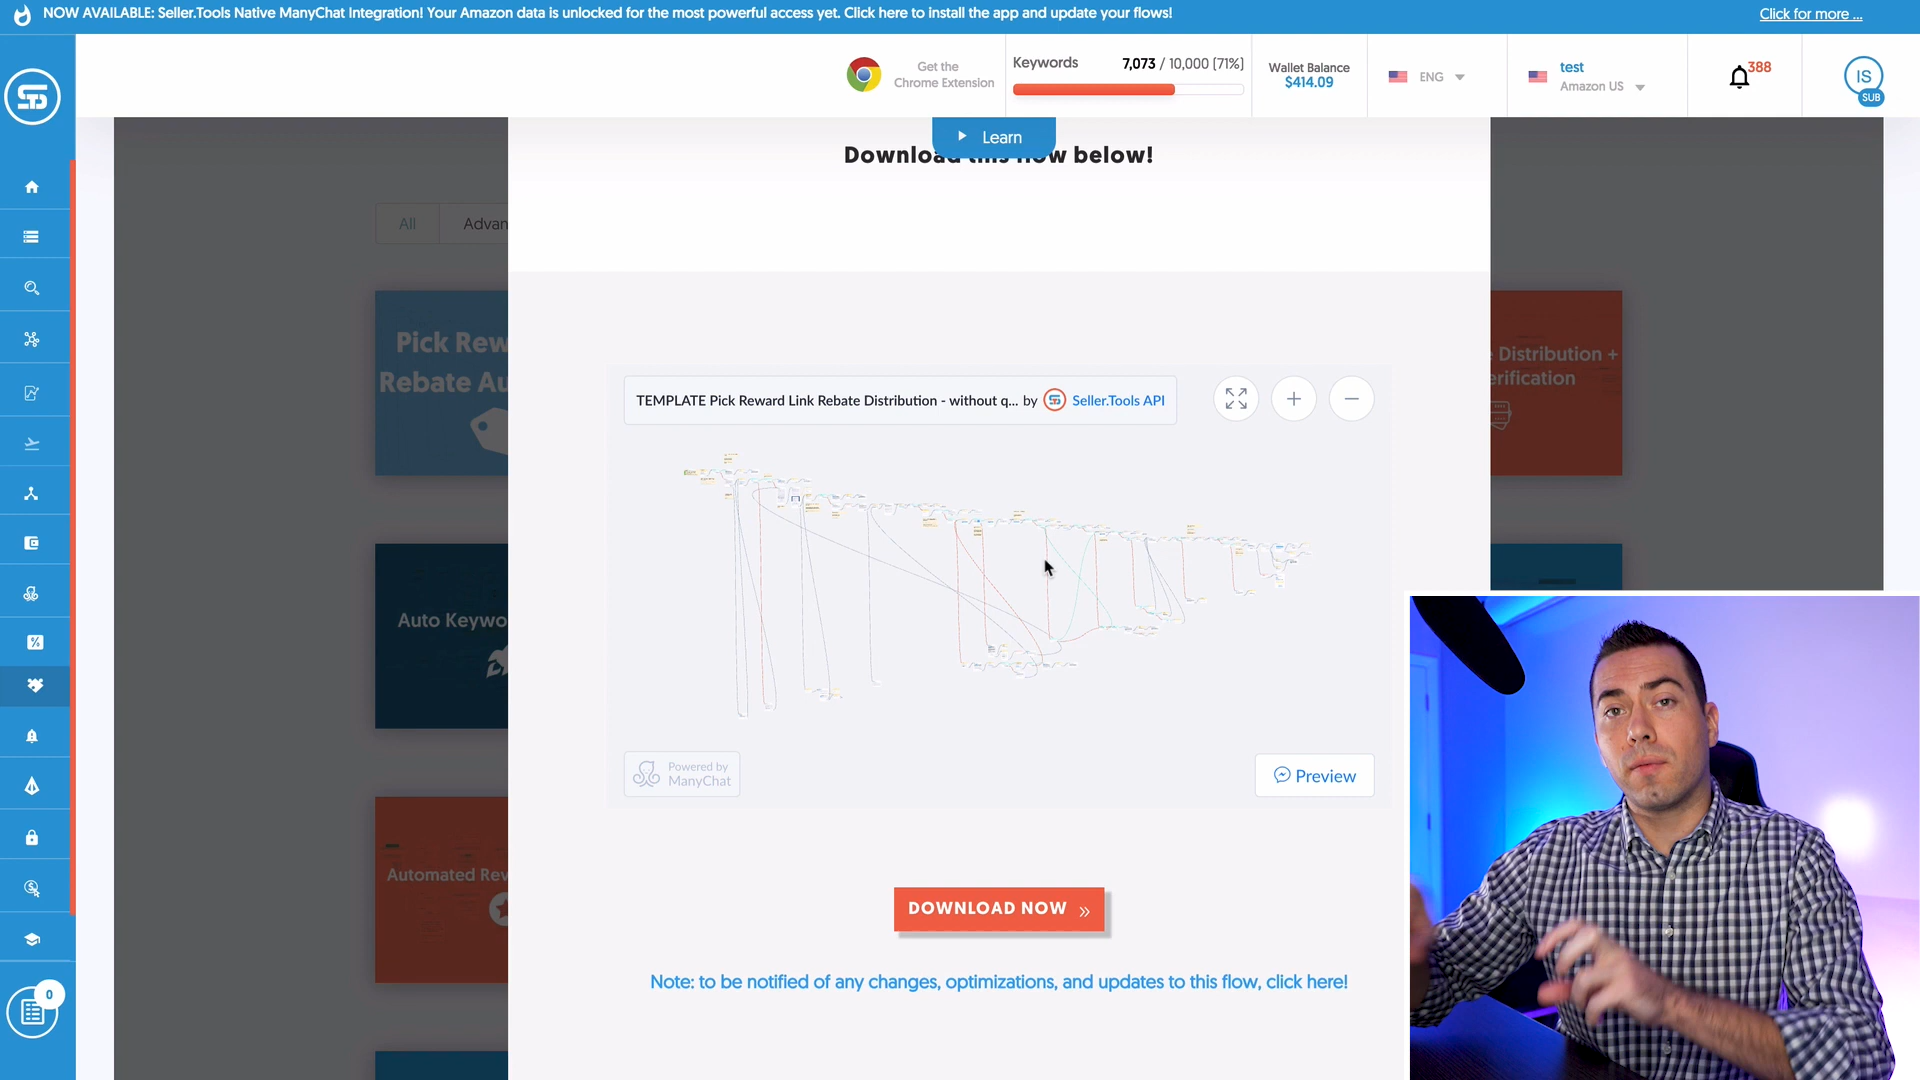 NOW AVAILABLE: Seller.Tools Native ManyChat Integration! Your Amazon data is unlocked for the most powerful access yet. Click here to install the app and update your flows!
Click for more ...
Get the
Chrome Extension
Keywords
7,073 / 10,000 (71%)
Wallet Balance
$414.09
ENG
test
Amazon US
388
IS
SUB
Learn
Download this flow below!
All
Advan
Pick Rew
Rebate Au
Distribution +
erification
TEMPLATE Pick Reward Link Rebate Distribution - without q... by Seller.Tools API
Auto Keywo
Powered by
ManyChat
Preview
Automated Rev
DOWNLOAD NOW »
Note: to be notified of any changes, optimizations, and updates to this flow, click here!
0